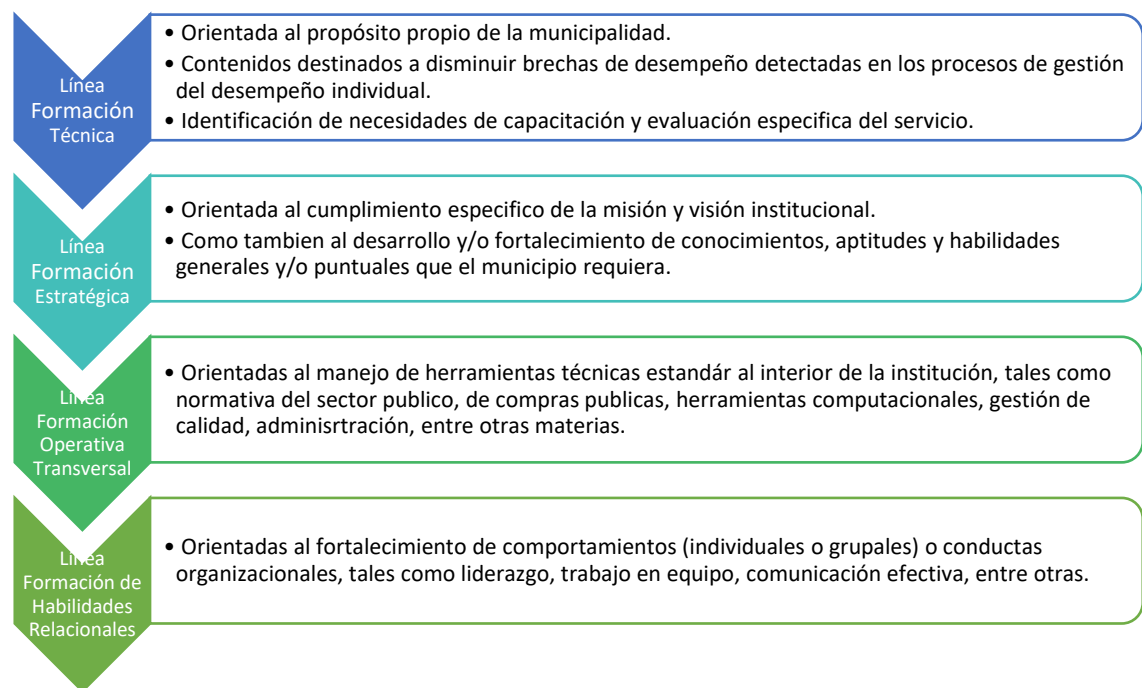 Línea
Formación
Técnica
• Orientada al propósito propio de la municipalidad.
• Contenidos destinados a disminuir brechas de desempeño detectadas en los procesos de gestión
del desempeño individual.
• Identificación de necesidades de capacitación y evaluación especifica del servicio.
Línea
Formación
Estratégica
• Orientada al cumplimiento especifico de la misión y visión institucional.
• Como tambien al desarrollo y/o fortalecimiento de conocimientos, aptitudes y habilidades
generales y/o puntuales que el municipio requiera.
Línea
Formación
Operativa
Transversal
• Orientadas al manejo de herramientas técnicas estandár al interior de la institución, tales como
normativa del sector publico, de compras publicas, herramientas computacionales, gestión de
calidad, adminisrtración, entre otras materias.
Línea
Formación de
Habilidades
Relacionales
• Orientadas al fortalecimiento de comportamientos (individuales o grupales) o conductas
organizacionales, tales como liderazgo, trabajo en equipo, comunicación efectiva, entre otras.